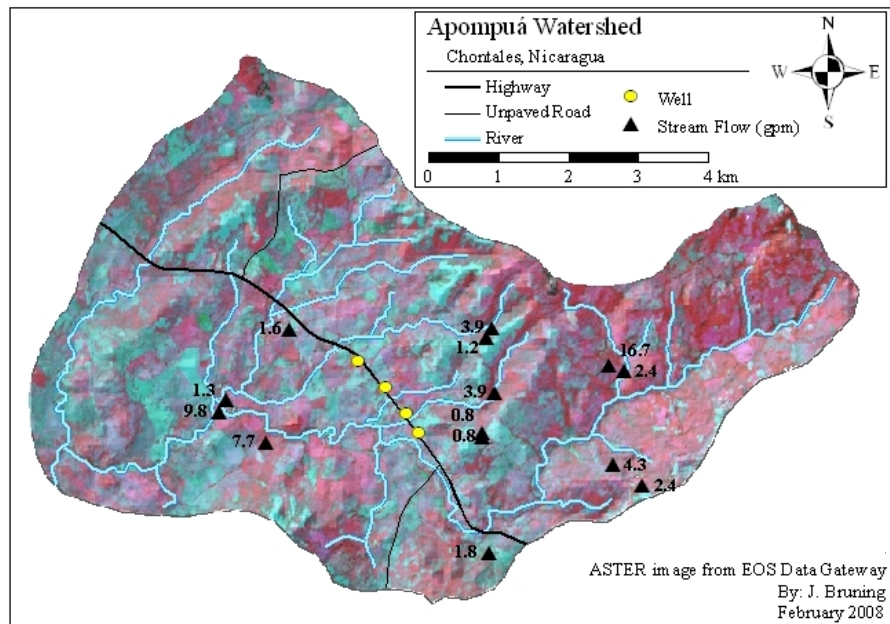 Apompuá Watershed
Chontales, Nicaragua
Highway
Unpaved Road
River
Well
Stream Flow (gpm)
0 1 2 3 4 km
N
W E
S
1.6
3.9
1.2
16.7
2.4
1.3
9.8
3.9
0.8
0.8
7.7
4.3
2.4
1.8
ASTER image from EOS Data Gateway
By: J. Bruning
February 2008